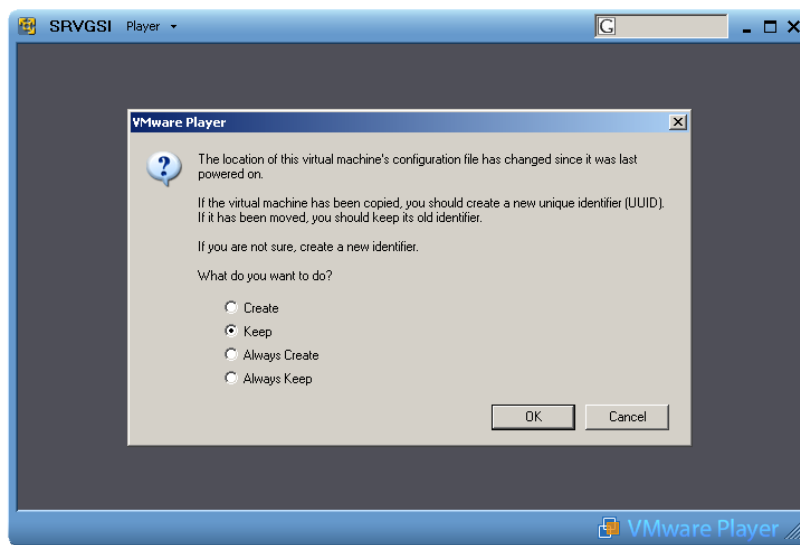 SRVGSI Player
G
VMware Player
The location of this virtual machine's configuration file has changed since it was last
powered on.
If the virtual machine has been copied, you should create a new unique identifier (UUID).
If it has been moved, you should keep its old identifier.
If you are not sure, create a new identifier.
What do you want to do?
Create
Keep
Always Create
Always Keep
OK Cancel
VMware Player